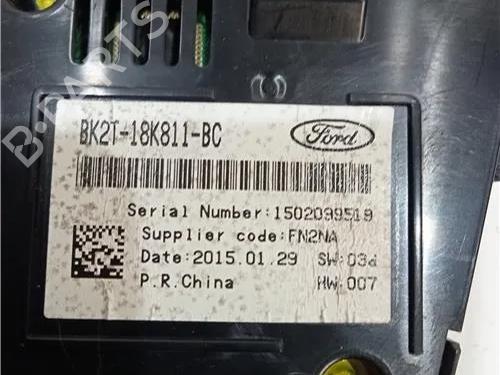 B-PARTS
BK2T-18K811-BC
Ford
Serial Number:1502099519
Supplier code:FN2NA
Date:2015.01.29 SW:03d
P.R.China HW:007